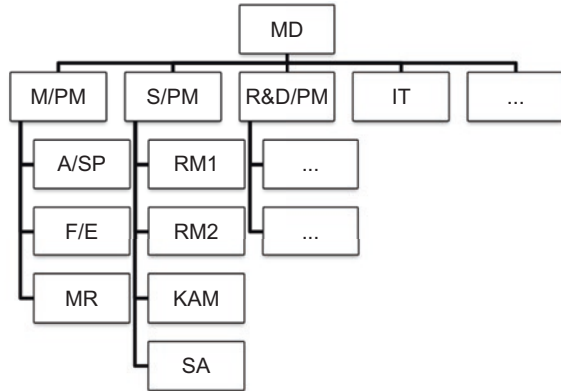 MD
M/PM
S/PM
R&D/PM
IT
...
A/SP
RM1
...
F/E
RM2
...
MR
KAM
SA